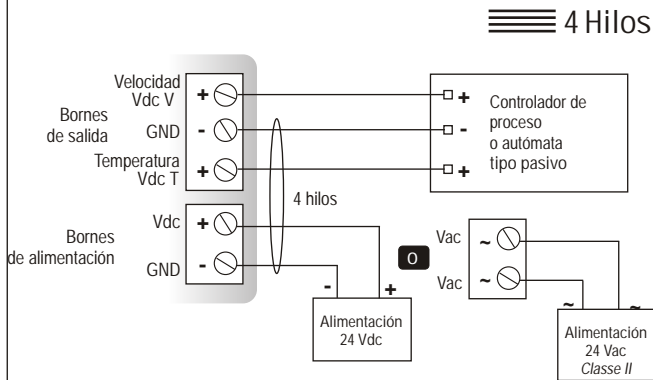 4 Hilos
Velocidad
Vdc V
Bornes
de salida
GND
Temperatura
Vdc T
+
-
+
+
-
+
Controlador de
proceso
o autómata
tipo pasivo
4 hilos
Bornes
de alimentación
Vdc
GND
+
-
-
+
Alimentación
24 Vdc
O
Vac
Vac
~
~
~
~
Alimentación
24 Vac
Classe II